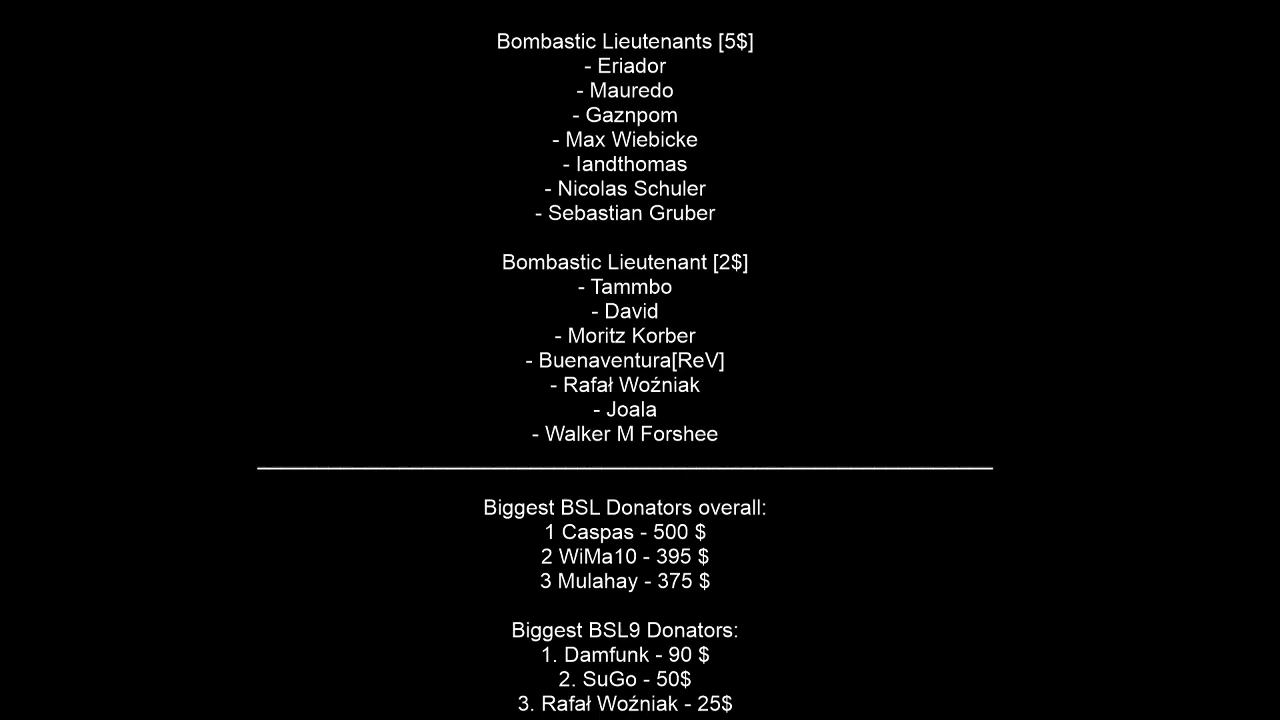 Bombastic Lieutenants [5$]
- Eriador
- Mauredo
- Gaznpom
- Max Wiebicke
- Iandthomas
- Nicolas Schuler
- Sebastian Gruber
Bombastic Lieutenant [2$]
- Tammbo
- David
- Moritz Korber
- Buenaventura[ReV]
- Rafał Woźniak
- Joala
- Walker M Forshee
Biggest BSL Donators overall:
1 Caspas - 500 $
2 WiMa10 - 395 $
3 Mulahay - 375 $
Biggest BSL9 Donators:
1. Damfunk - 90 $
2. SuGo - 50$
3. Rafał Woźniak - 25$